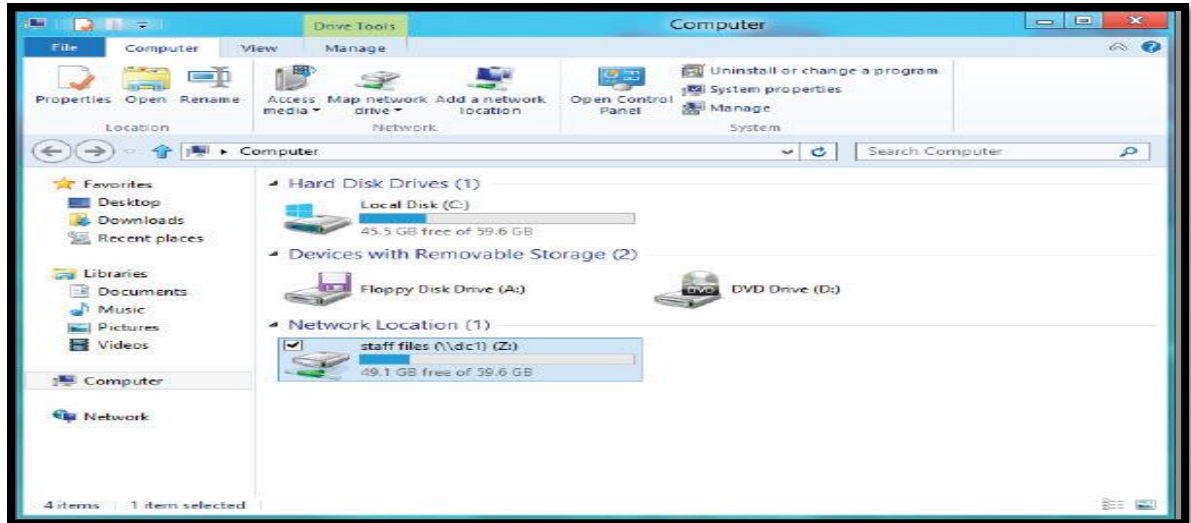 Drive Tools
Computer
File Computer View Manage
Properties Open Rename
Location
Access media
Map network drive
Add a network location
Network
Open Control Panel
Uninstall or change a program
System properties
Manage
System
Computer
Search Computer
Favorites
Desktop
Downloads
Recent places
Libraries
Documents
Music
Pictures
Videos
Computer
Network
Hard Disk Drives (1)
Local Disk (C:)
45.5 GB free of 59.6 GB
Devices with Removable Storage (2)
Floppy Disk Drive (A:)
DVD
DVD Drive (D:)
Network Location (1)
staff files (\\dc1) (Z:)
49.1 GB free of 59.6 GB
4 items 1 item selected